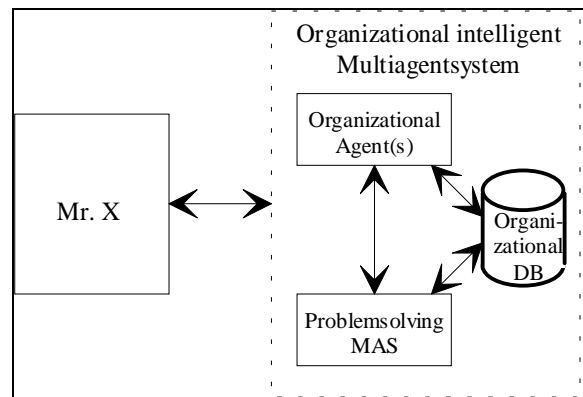 Organizational intelligent
Multiagentsystem
Organizational
Agent(s)
Mr. X
Organi-
zational
DB
Problemsolving
MAS